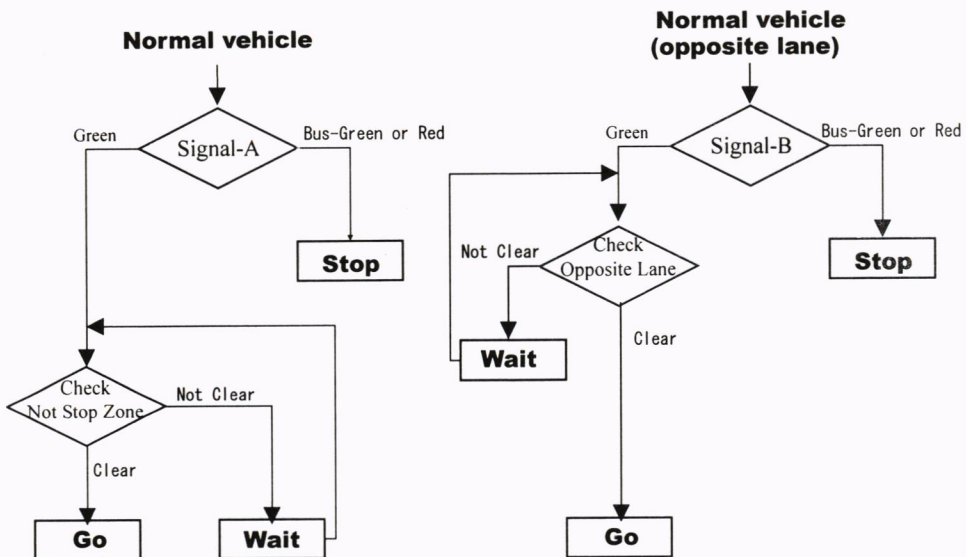 Normal vehicle
Green
Signal-A
Bus-Green or Red
Stop
Check
Not Stop Zone
Not Clear
Clear
Go
Wait
Normal vehicle
(opposite lane)
Green
Signal-B
Bus-Green or Red
Stop
Check
Opposite Lane
Not Clear
Wait
Clear
Go